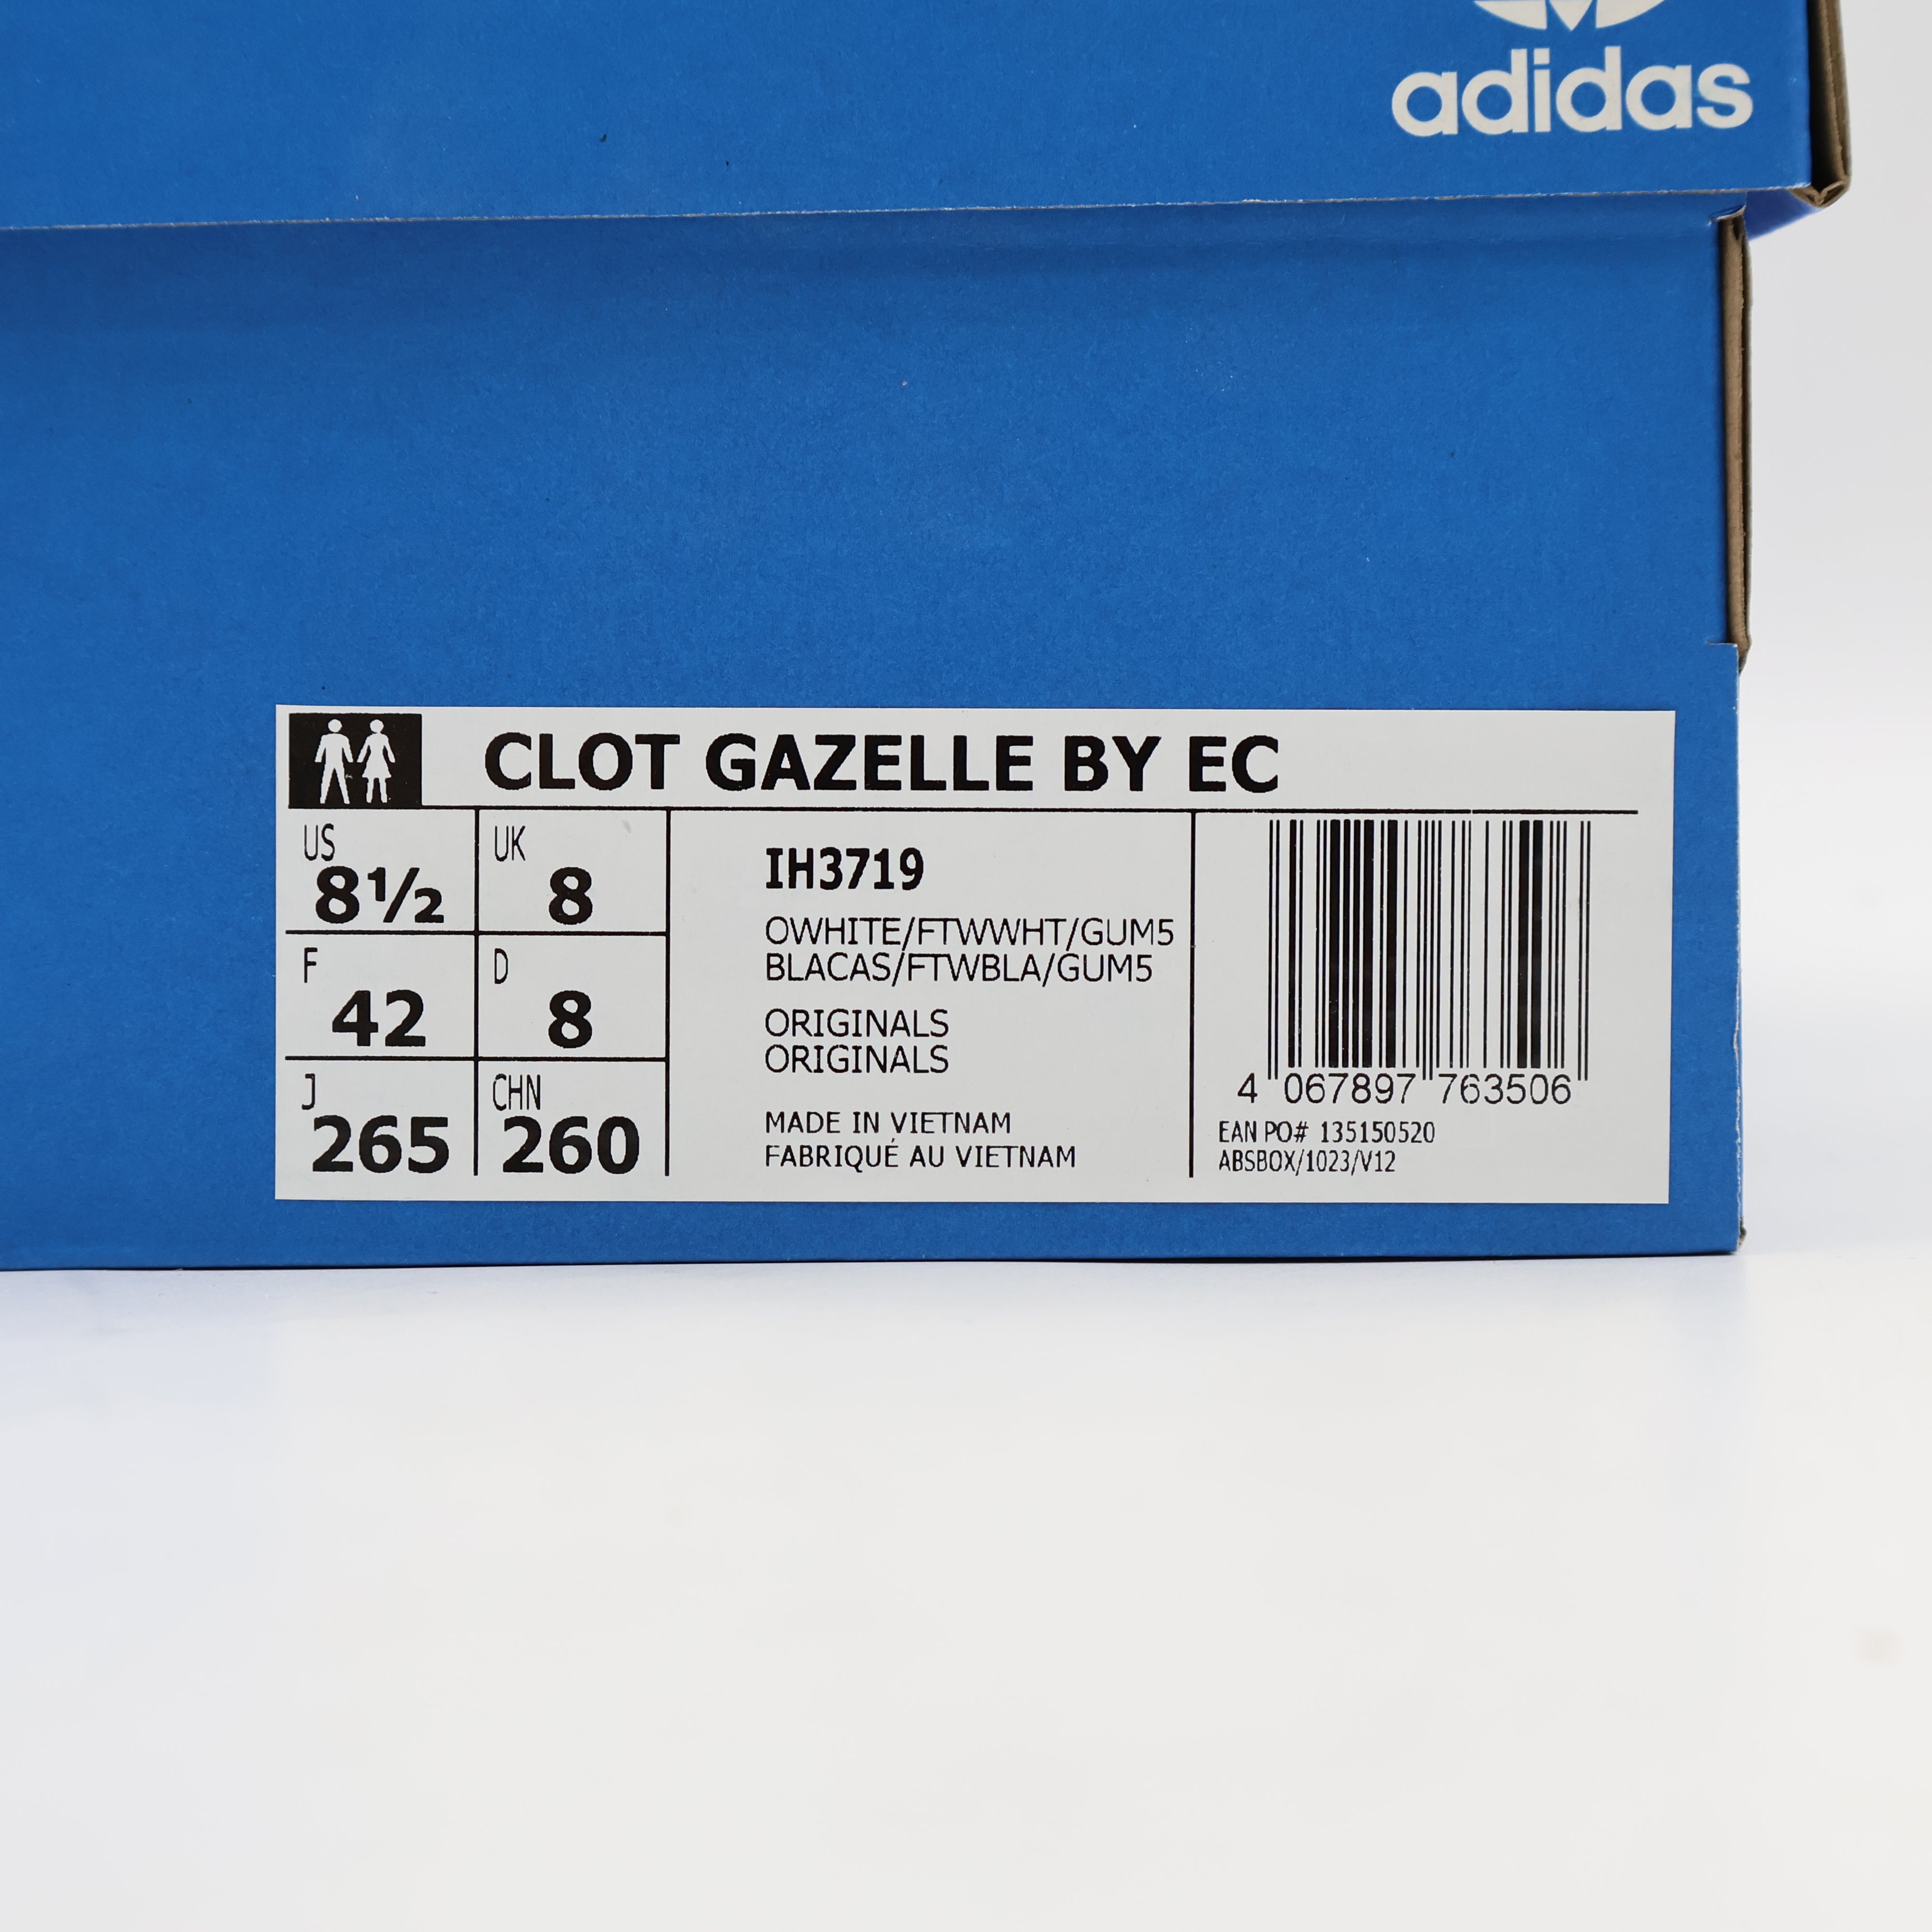 adidas
CLOT GAZELLE BY EC
US
8½
UK
8
F
42
D
8
J
265
CHN
260
IH3719
OWHITE/FTWWHT/GUM5
BLACAS/FTWBLA/GUM5
ORIGINALS
ORIGINALS
MADE IN VIETNAM
FABRIQUÉ AU VIETNAM
4 067897 763506
EAN PO# 135150520
ABSBOX/1023/V12